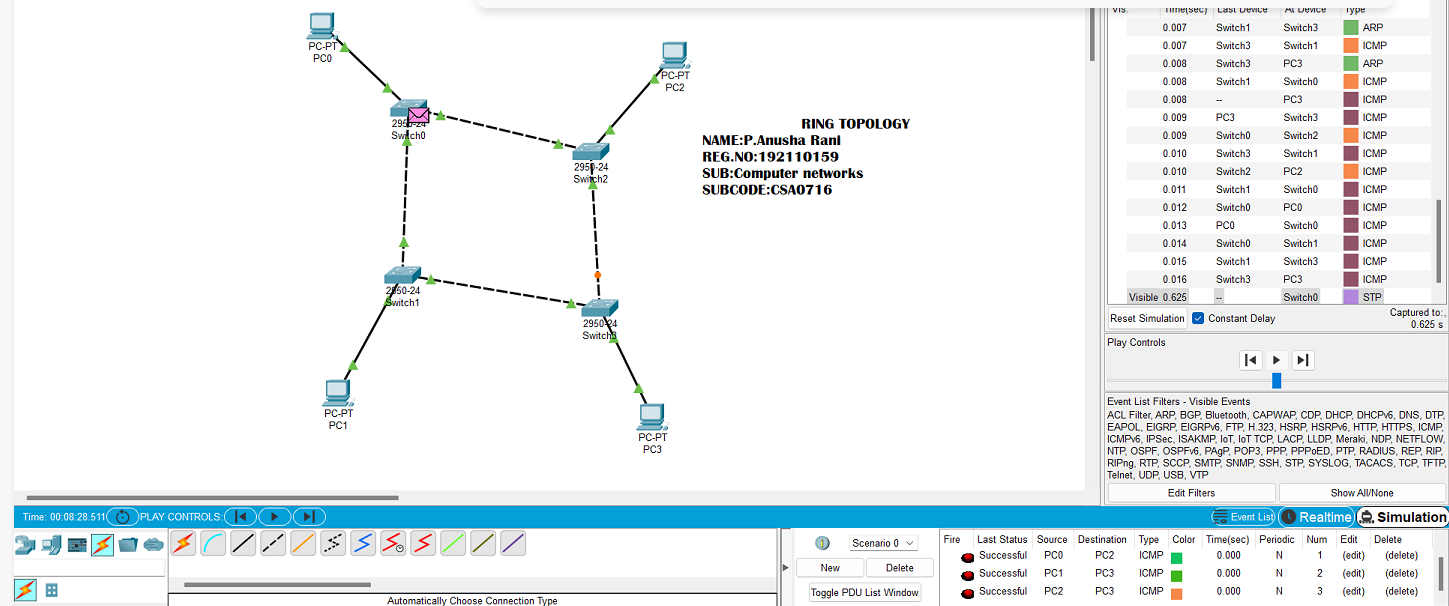 Vis. Time(sec) Last Device At Device Type
0.007 Switch1 Switch3 ARP
0.007 Switch3 Switch1 ICMP
0.008 Switch3 PC3 ARP
0.008 Switch1 Switch0 ICMP
0.008 -- PC3 ICMP
0.009 PC3 Switch3 ICMP
0.009 Switch0 Switch2 ICMP
0.010 Switch3 Switch1 ICMP
0.010 Switch2 PC2 ICMP
0.011 Switch1 Switch0 ICMP
0.012 Switch0 PC0 ICMP
0.013 PC0 Switch0 ICMP
0.014 Switch0 Switch1 ICMP
0.015 Switch1 Switch3 ICMP
0.016 Switch3 PC3 ICMP
Visible 0.625 -- Switch0 STP
Reset Simulation Constant Delay
Captured to:
0.625 s
Play Controls
Event List Filters - Visible Events
ACL Filter, ARP, BGP, Bluetooth, CAPWAP, CDP, DHCP, DHCPv6, DNS, DTP,
EAPOL, EIGRP, EIGRPv6, FTP, H.323, HSRP, HSRPv6, HTTP, HTTPS, ICMP,
ICMPv6, IPSec, ISAKMP, IoT, IoT TCP, LACP, LLDP, Meraki, NDP, NETFLOW,
NTP, OSPF, OSPFv6, PAgP, POP3, PPP, PPPoED, PTP, RADIUS, REP, RIP,
RIPng, RTP, SCCP, SMTP, SNMP, SSH, STP, SYSLOG, TACACS, TCP, TFTP,
Telnet, UDP, USB, VTP
Edit Filters Show All/None
PC-PT
PC0
PC-PT
PC2
2950-24
Switch0
2950-24
Switch2
RING TOPOLOGY
NAME:P.Anusha Rani
REG.NO:192110159
SUB:Computer networks
SUBCODE:CSA0716
2950-24
Switch1
2950-24
Switch3
PC-PT
PC1
PC-PT
PC3
Time: 00:08:28.511 PLAY CONTROLS:
Event List Realtime Simulation
Automatically Choose Connection Type
Scenario 0
New Delete
Toggle PDU List Window
Fire Last Status Source Destination Type Color Time(sec) Periodic Num Edit Delete
Successful PC0 PC2 ICMP 0.000 N 1 (edit) (delete)
Successful PC1 PC3 ICMP 0.000 N 2 (edit) (delete)
Successful PC2 PC3 ICMP 0.000 N 3 (edit) (delete)